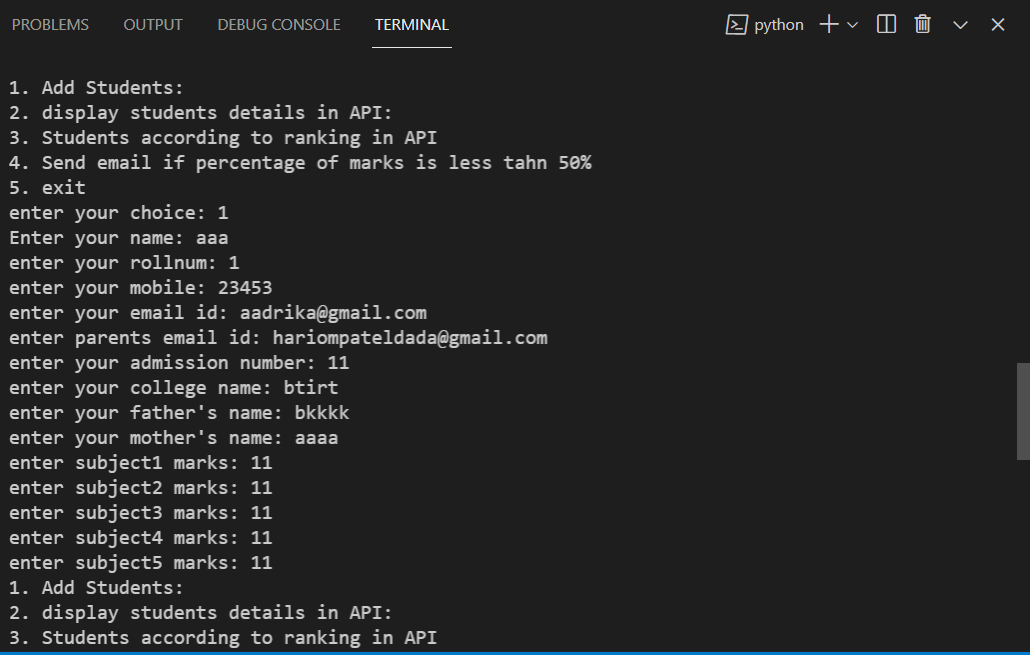 PROBLEMS OUTPUT DEBUG CONSOLE TERMINAL python
1. Add Students:
2. display students details in API:
3. Students according to ranking in API
4. Send email if percentage of marks is less tahn 50%
5. exit
enter your choice: 1
Enter your name: aaa
enter your rollnum: 1
enter your mobile: 23453
enter your email id: aadrika@gmail.com
enter parents email id: hariompateldada@gmail.com
enter your admission number: 11
enter your college name: btirt
enter your father's name: bkkkk
enter your mother's name: aaaa
enter subject1 marks: 11
enter subject2 marks: 11
enter subject3 marks: 11
enter subject4 marks: 11
enter subject5 marks: 11
1. Add Students:
2. display students details in API:
3. Students according to ranking in API